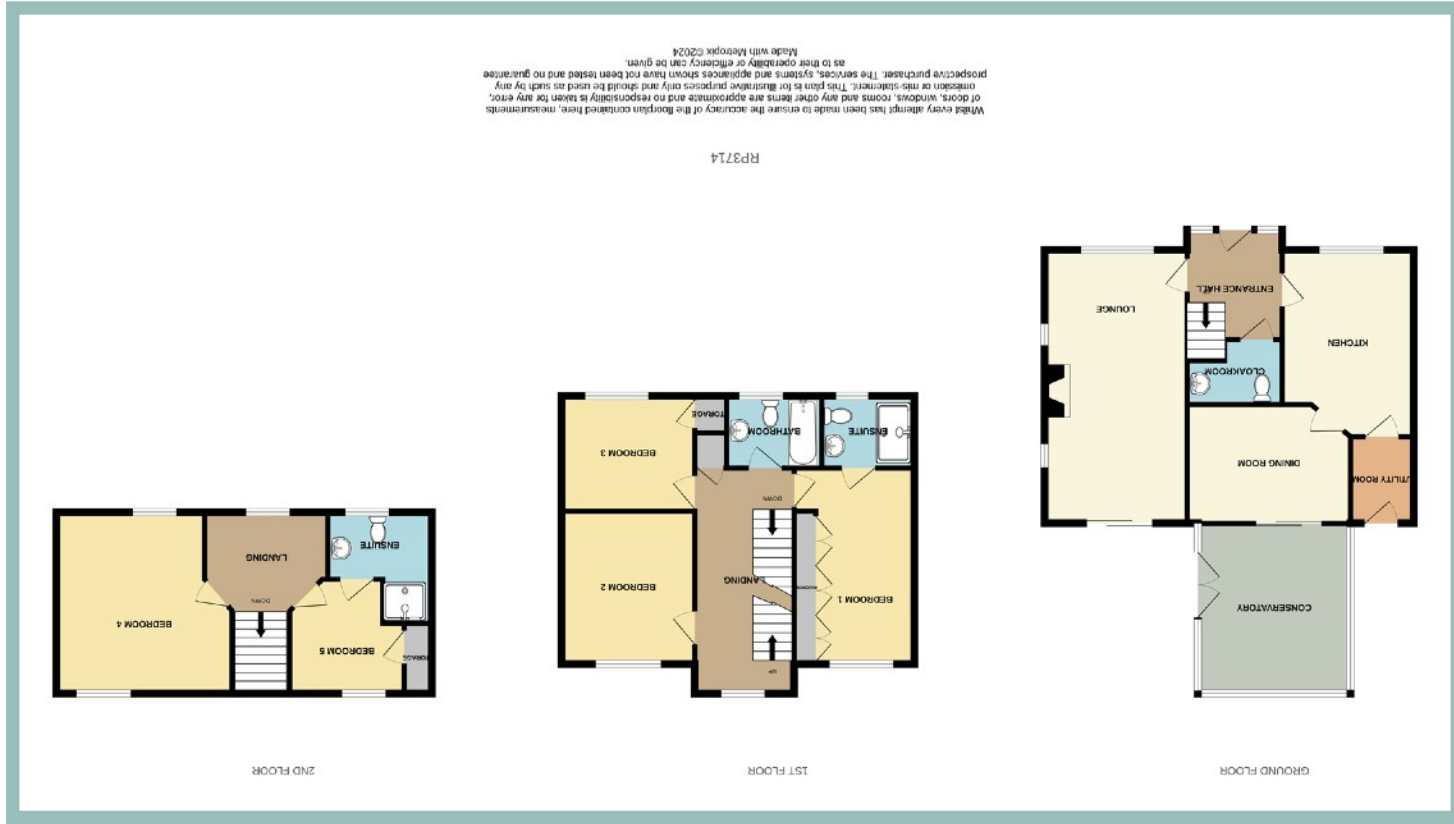 GROUND FLOOR
1ST FLOOR
2ND FLOOR
CONSERVATORY
UTILITY ROOM
DINING ROOM
KITCHEN
CLOAKROOM
ENTRANCE HALL
LOUNGE
UP
BEDROOM 1
LANDING
BEDROOM 2
DOWN
ENSUITE
BATHROOM
BEDROOM 3
TORAGE
TORAGE
BEDROOM 5
BEDROOM 4
DOWN
LANDING
ENSUITE
RP3714
Whilst every attempt has been made to ensure the accuracy of the floorplan contained here, measurements
of doors, windows, rooms and any other items are approximate and no responsibility is taken for any error,
omission or mis-statement. This plan is for illustrative purposes only and should be used as such by any
prospective purchaser. The services, systems and appliances shown have not been tested and no guarantee
as to their operability or efficiency can be given.
Made with Metropix ©2024